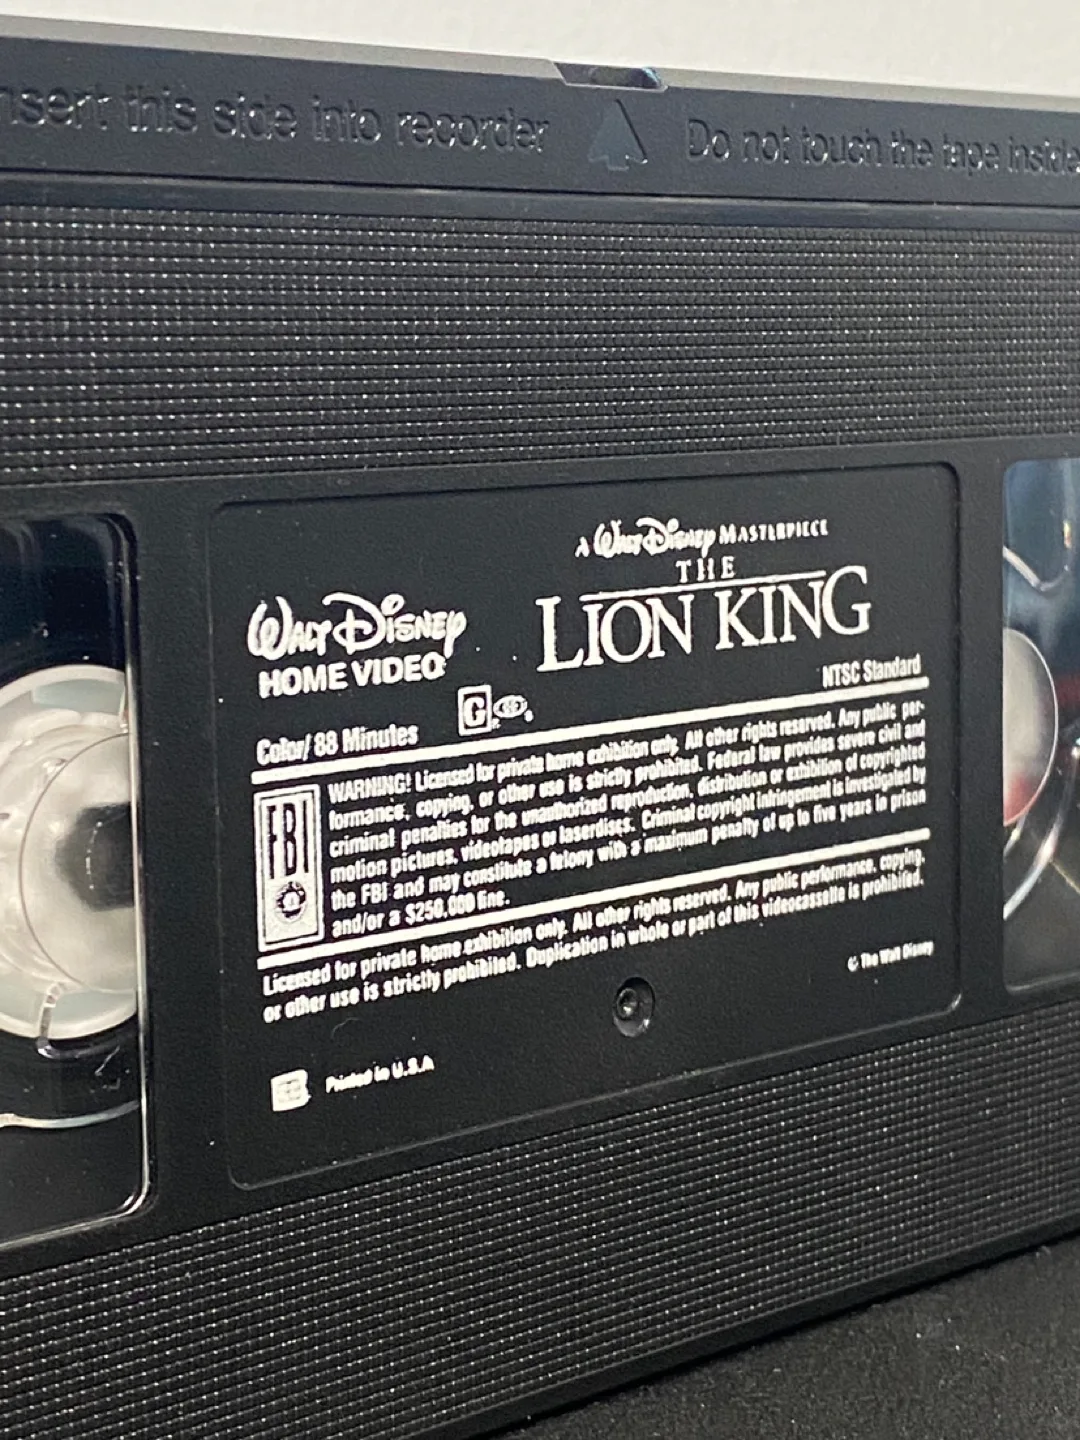 nsert this side into recorder
Do not touch the tape inside
A Walt Disney MASTERPIECE
THE
LION KING
WALT DISNEY
HOME VIDEO
G
NTSC Standard
Color/ 88 Minutes
FBI
WARNING! Licensed for private home exhibition only. All other rights reserved. Any public per-
formance, copying, or other use is strictly prohibited. Federal law provides severe civil and
criminal penalties for the unauthorized reproduction, distribution or exhibition of copyrighted
motion pictures, videotapes or laserdiscs. Criminal copyright infringement is investigated by
the FBI and may constitute a felony with a maximum penalty of up to five years in prison
and/or a $250,000 fine.
Licensed for private home exhibition only. All other rights reserved. Any public performance, copying,
or other use is strictly prohibited. Duplication in whole or part of this videocassette is prohibited.
© The Walt Disney
Printed in U.S.A